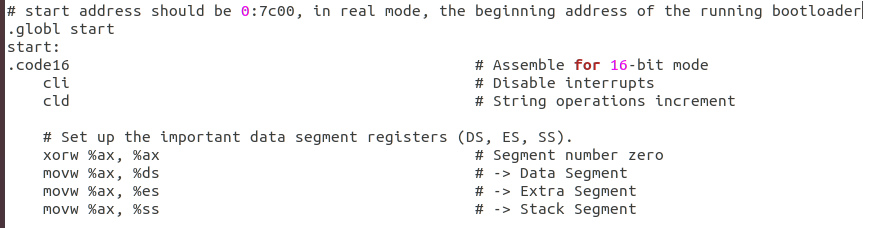 # start address should be 0:7c00, in real mode, the beginning address of the running bootloader
.globl start
start:
.code16                                             # Assemble for 16-bit mode
    cli                                             # Disable interrupts
    cld                                             # String operations increment

    # Set up the important data segment registers (DS, ES, SS).
    xorw %ax, %ax                                   # Segment number zero
    movw %ax, %ds                                   # -> Data Segment
    movw %ax, %es                                   # -> Extra Segment
    movw %ax, %ss                                   # -> Stack Segment